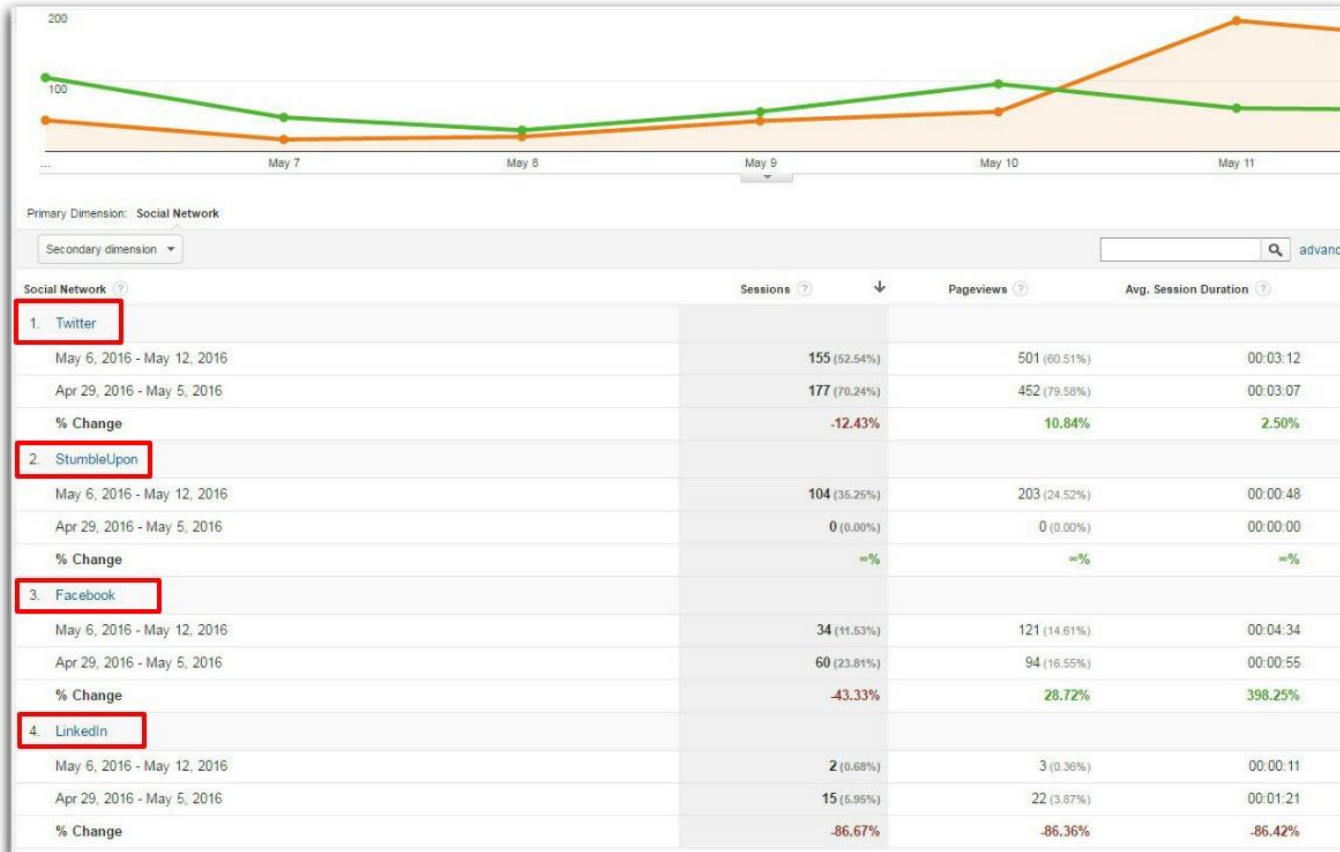 200
100
... May 7 May 8 May 9 May 10 May 11
Primary Dimension: Social Network
Secondary dimension
Social Network ? Sessions ? Pageviews ? Avg. Session Duration ?
1. Twitter
May 6, 2016 - May 12, 2016 155 (52.54%) 501 (60.51%) 00:03:12
Apr 29, 2016 - May 5, 2016 177 (70.24%) 452 (79.58%) 00:03:07
% Change -12.43% 10.84% 2.50%
2. StumbleUpon
May 6, 2016 - May 12, 2016 104 (35.25%) 203 (24.52%) 00:00:48
Apr 29, 2016 - May 5, 2016 0 (0.00%) 0 (0.00%) 00:00:00
% Change ∞% ∞% ∞%
3. Facebook
May 6, 2016 - May 12, 2016 34 (11.53%) 121 (14.61%) 00:04:34
Apr 29, 2016 - May 5, 2016 60 (23.81%) 94 (16.55%) 00:00:55
% Change -43.33% 28.72% 398.25%
4. LinkedIn
May 6, 2016 - May 12, 2016 2 (0.68%) 3 (0.36%) 00:00:11
Apr 29, 2016 - May 5, 2016 15 (5.95%) 22 (3.87%) 00:01:21
% Change -86.67% -86.36% -86.42%